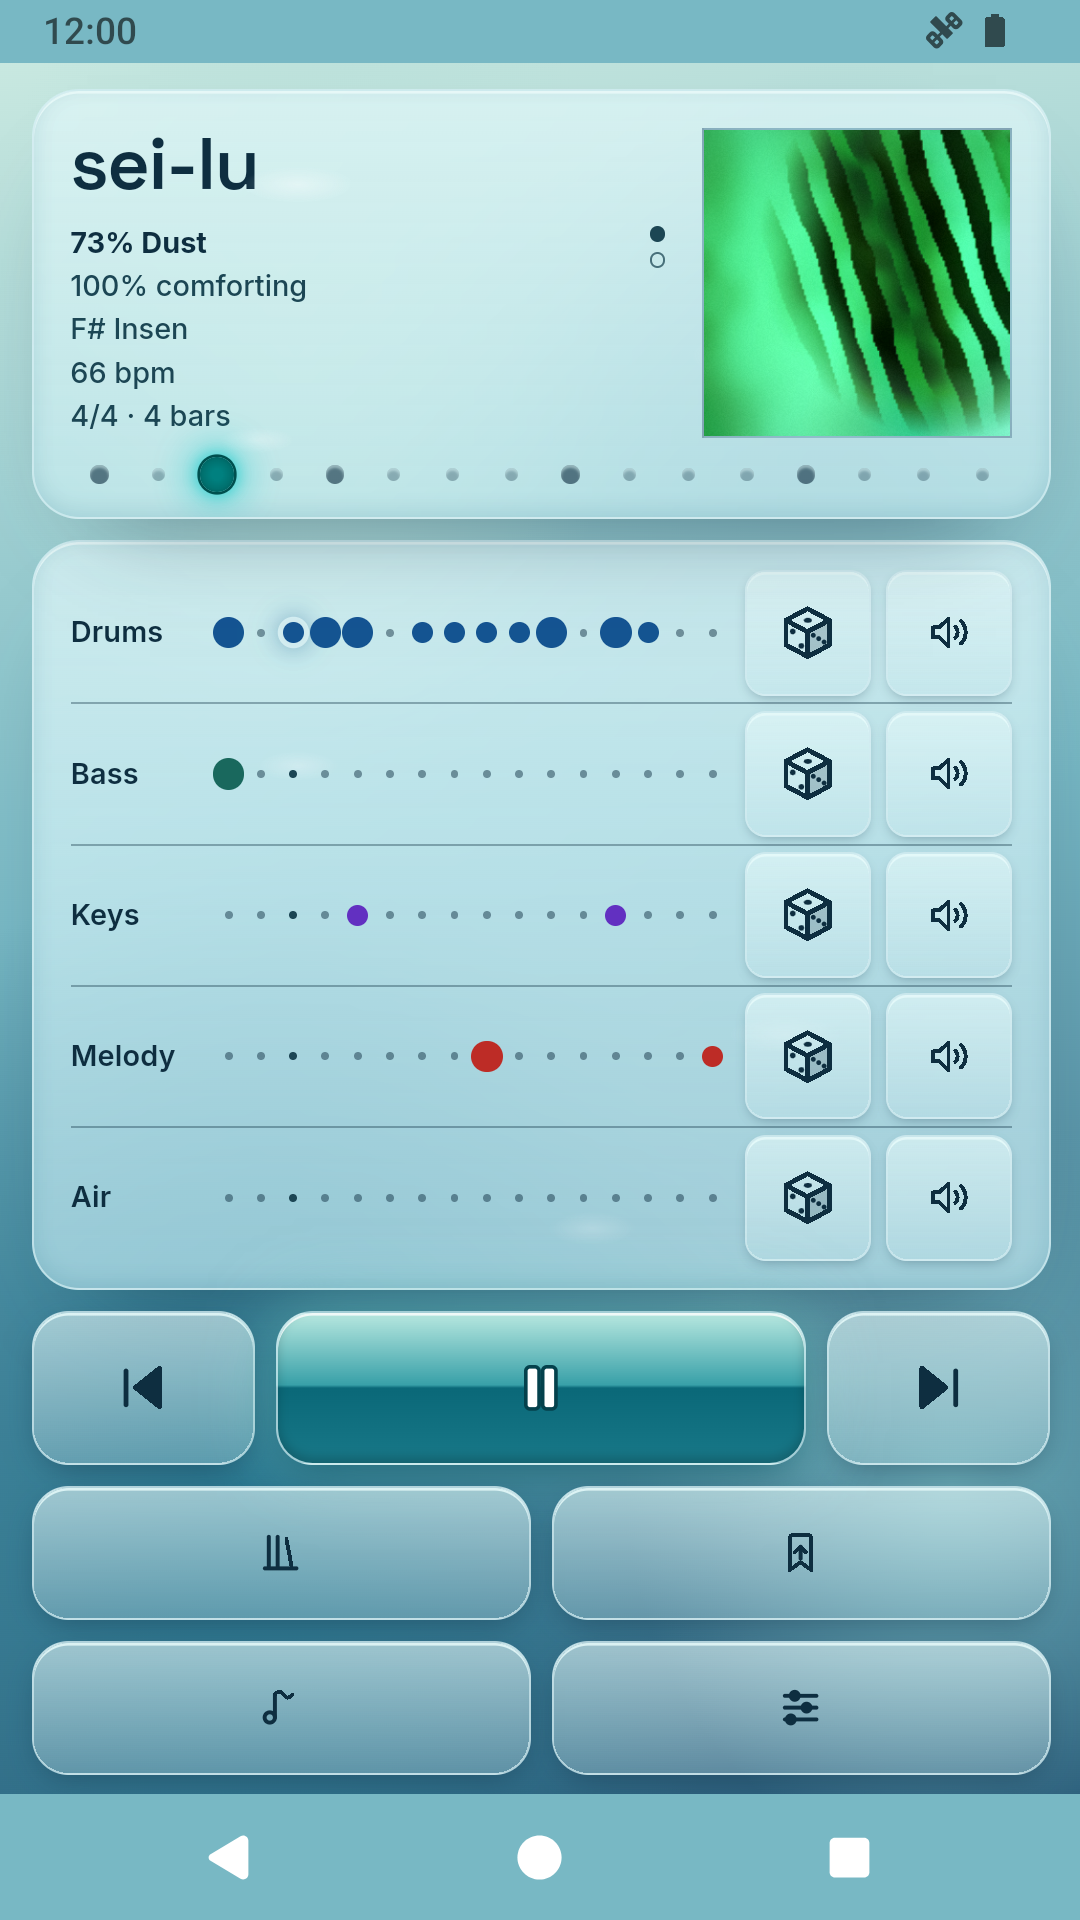 12:00
sei-lu
73% Dust
100% comforting
F# Insen
66 bpm
4/4 · 4 bars
Drums
Bass
Keys
Melody
Air